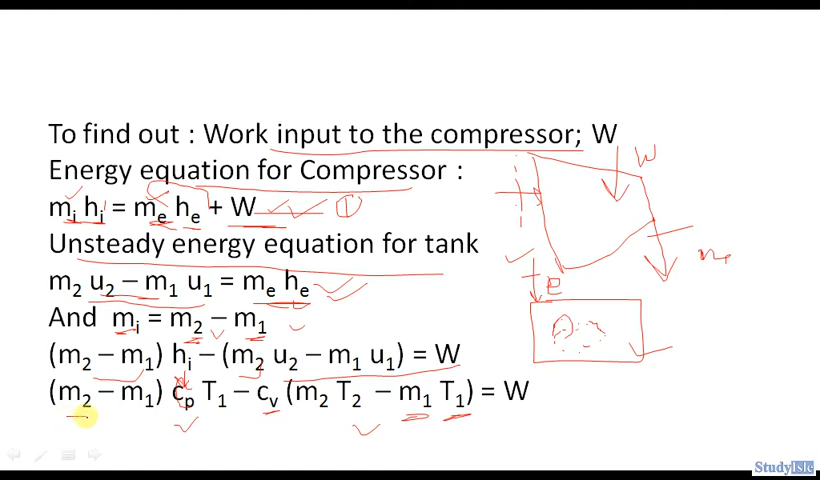 To find out : Work input to the compressor; W
Energy equation for Compressor :
mᵢ hᵢ = mₑ hₑ + W ①
Unsteady energy equation for tank
m₂ u₂ – m₁ u₁ = mₑ hₑ
And mᵢ = m₂ – m₁
(m₂ – m₁) hᵢ – (m₂ u₂ – m₁ u₁) = W
(m₂ – m₁) cₚ T₁ – cᵥ (m₂ T₂ – m₁ T₁) = W
W
E
StudyIsle